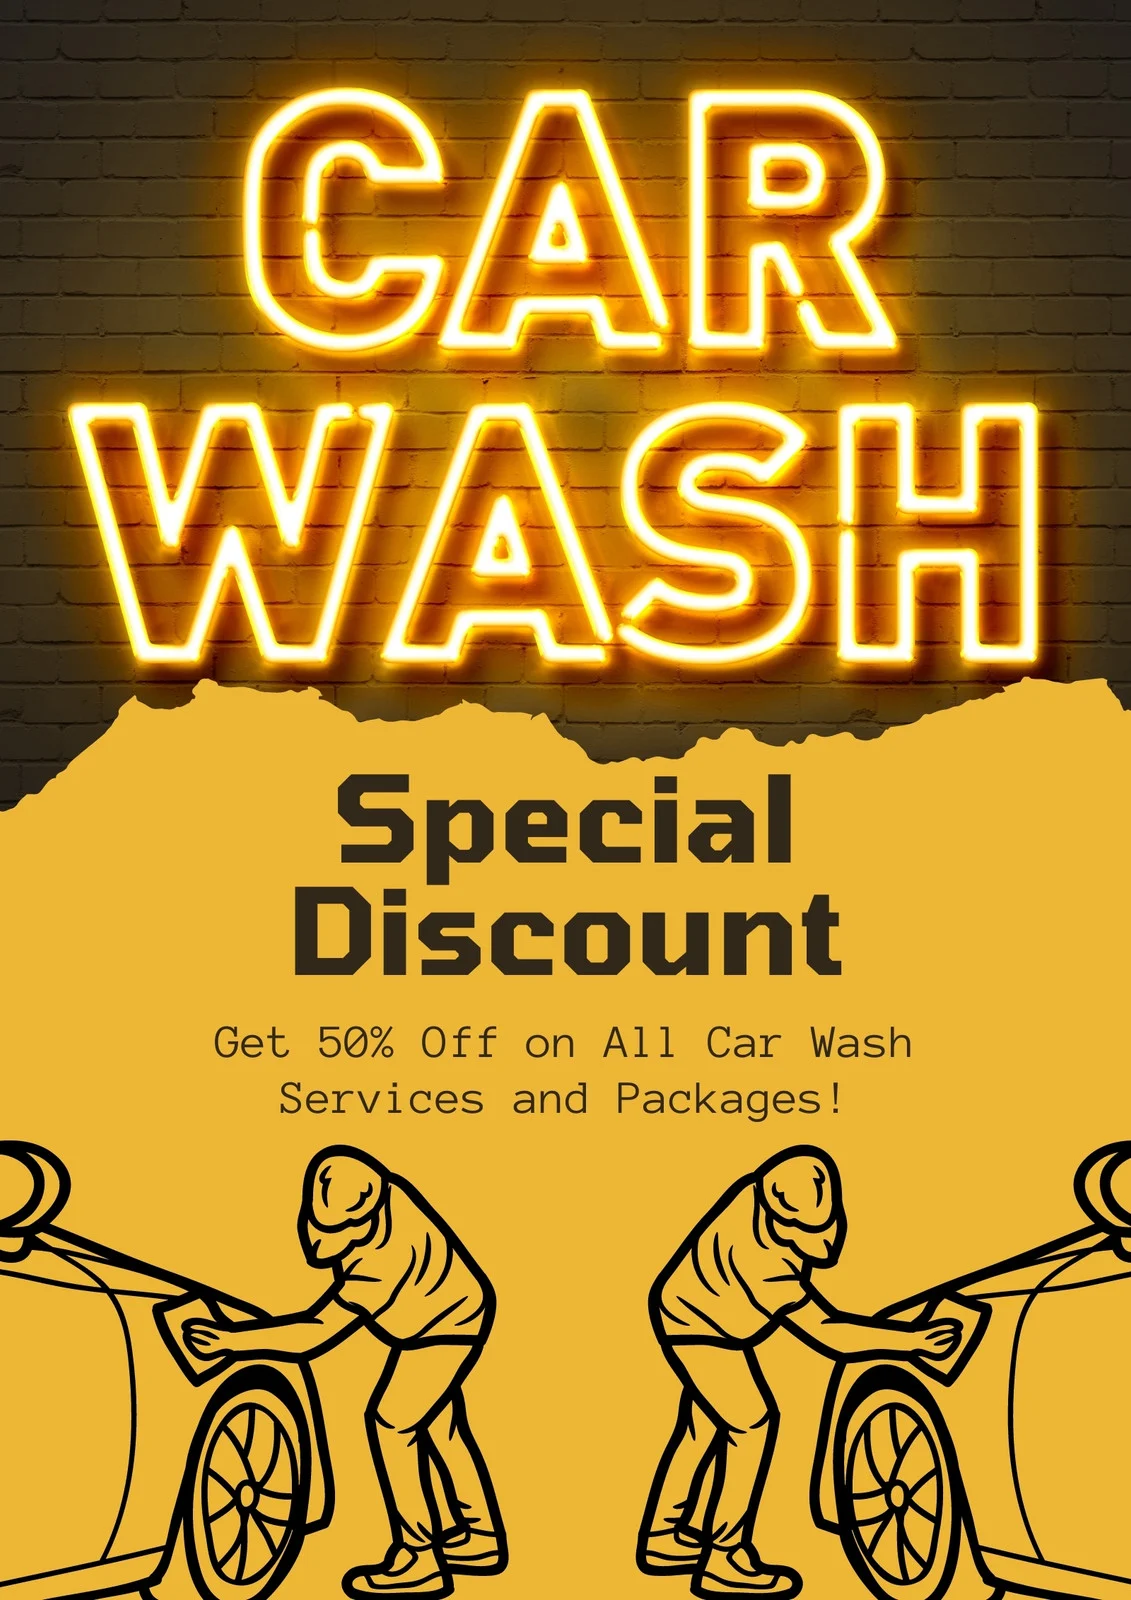 CAR
WASH
Special
Discount
Get 50% Off on All Car Wash
Services and Packages!